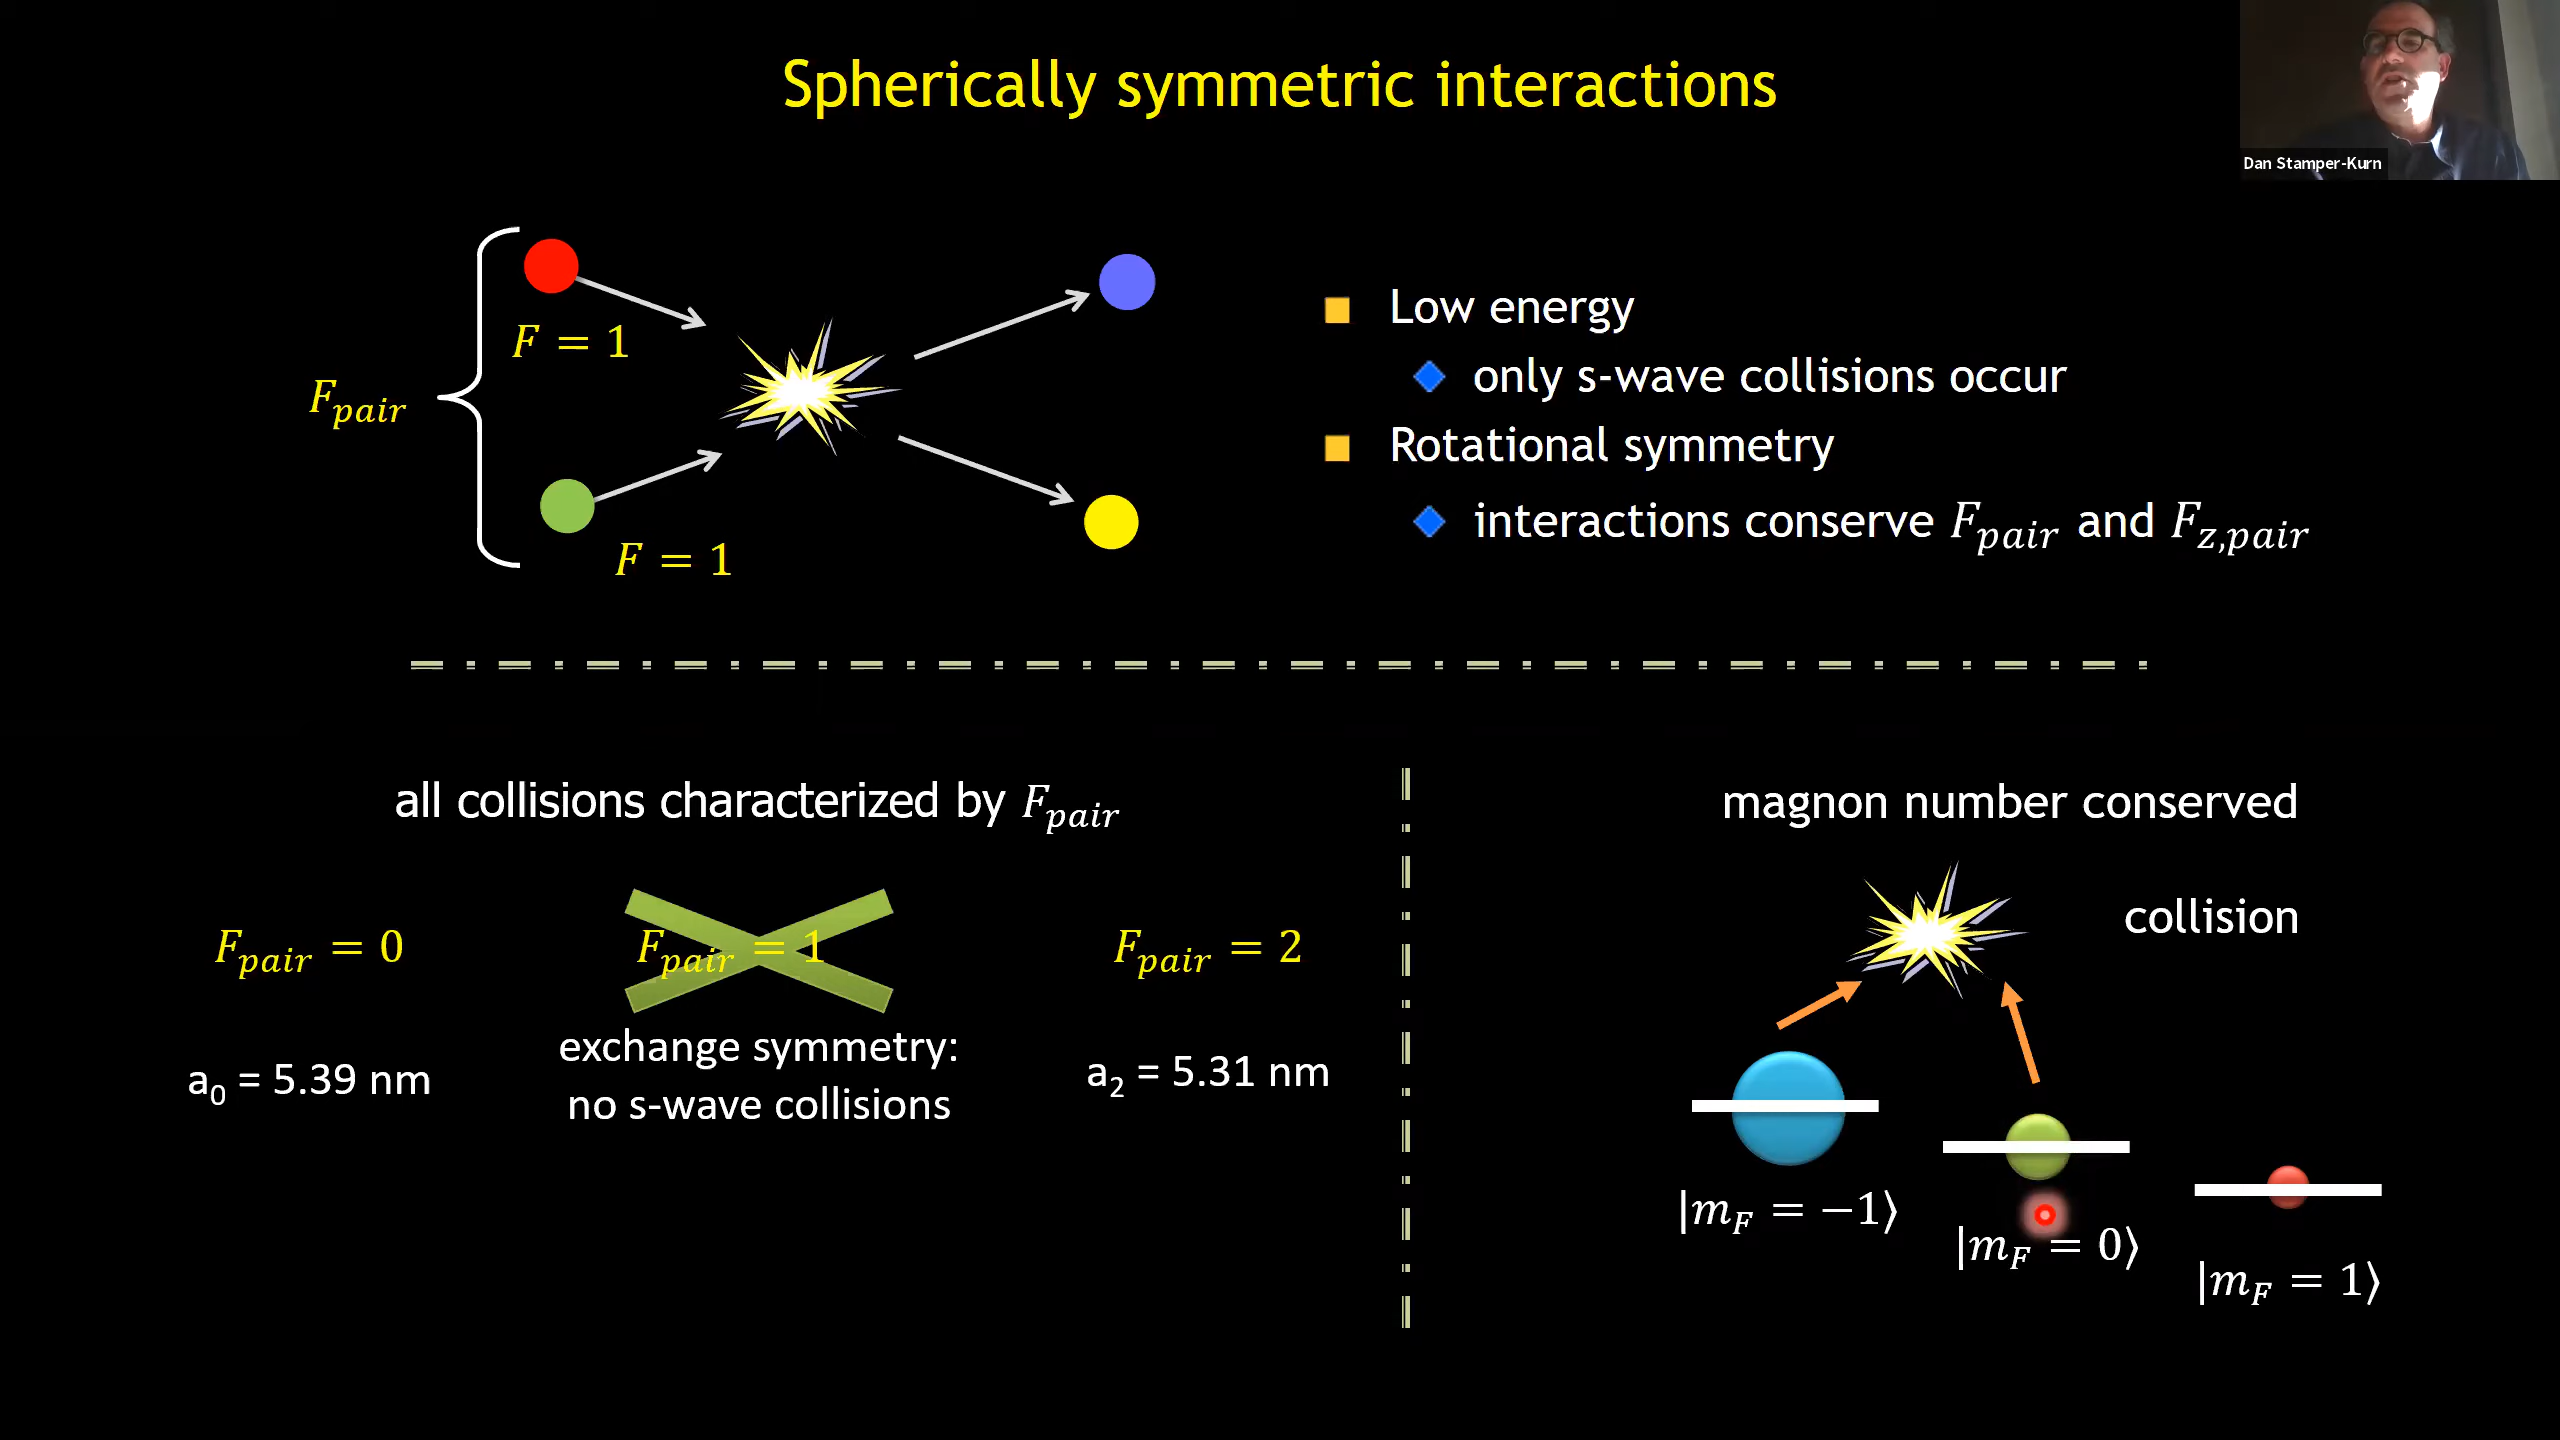 Spherically symmetric interactions
Dan Stamper-Kurn
F = 1
F_pair
F = 1
Low energy
only s-wave collisions occur
Rotational symmetry
interactions conserve F_pair and F_z,pair
all collisions characterized by F_pair
F_pair = 0
F_pair = 1
F_pair = 2
a₀ = 5.39 nm
exchange symmetry:
no s-wave collisions
a₂ = 5.31 nm
magnon number conserved
collision
|m_F = −1⟩
|m_F = 0⟩
|m_F = 1⟩